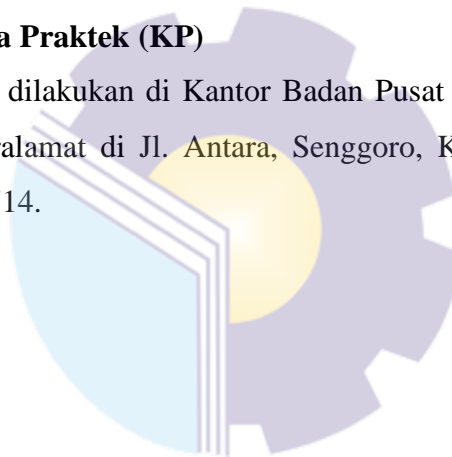 a Praktek (KP)
dilakukan di Kantor Badan Pusat
alamat di Jl. Antara, Senggoro, K
14.